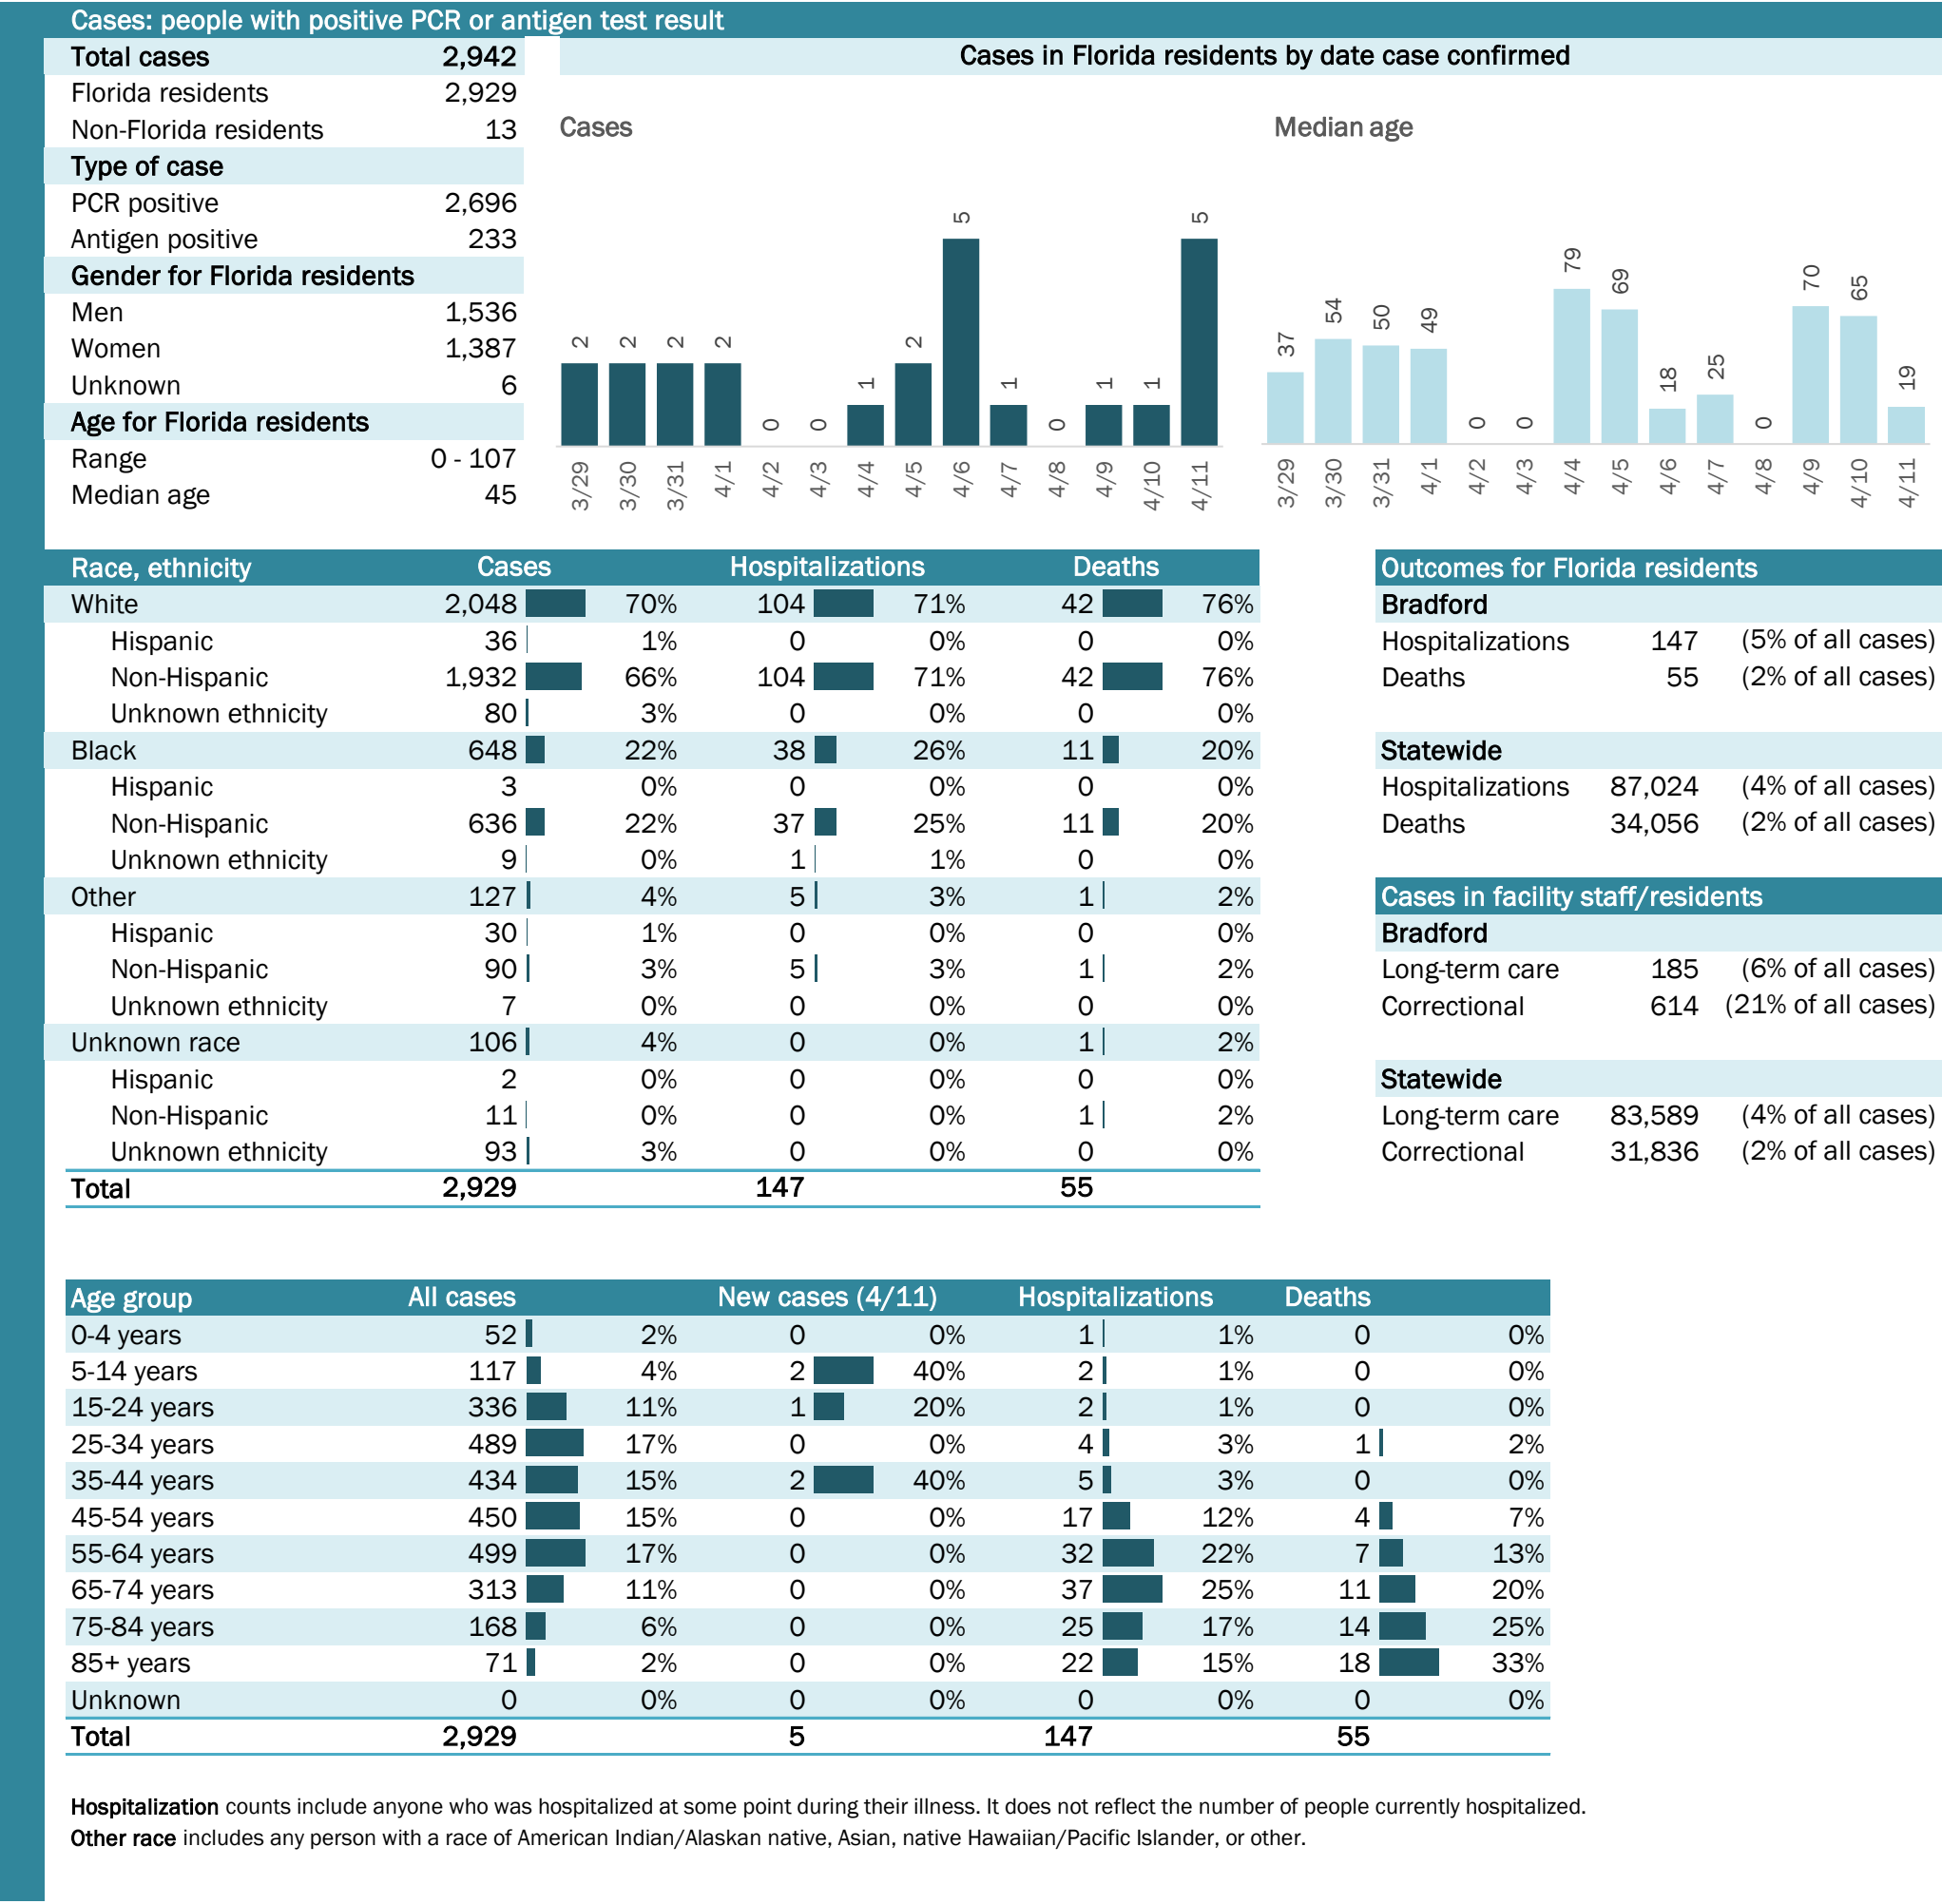 Cases: people with positive PCR or antigen test result
Total cases 2,942
Florida residents 2,929
Non-Florida residents 13
Type of case
PCR positive 2,696
Antigen positive 233
Gender for Florida residents
Men 1,536
Women 1,387
Unknown 6
Age for Florida residents
Range 0 - 107
Median age 45
Cases in Florida residents by date case confirmed
Cases
2 2 2 2 0 0 1 2 5 1 0 1 1 5
3/29 3/30 3/31 4/1 4/2 4/3 4/4 4/5 4/6 4/7 4/8 4/9 4/10 4/11
Median age
37 54 50 49 0 0 79 69 18 25 0 70 65 19
3/29 3/30 3/31 4/1 4/2 4/3 4/4 4/5 4/6 4/7 4/8 4/9 4/10 4/11
Race, ethnicity Cases Hospitalizations Deaths
White 2,048 70% 104 71% 42 76%
Hispanic 36 1% 0 0% 0 0%
Non-Hispanic 1,932 66% 104 71% 42 76%
Unknown ethnicity 80 3% 0 0% 0 0%
Black 648 22% 38 26% 11 20%
Hispanic 3 0% 0 0% 0 0%
Non-Hispanic 636 22% 37 25% 11 20%
Unknown ethnicity 9 0% 1 1% 0 0%
Other 127 4% 5 3% 1 2%
Hispanic 30 1% 0 0% 0 0%
Non-Hispanic 90 3% 5 3% 1 2%
Unknown ethnicity 7 0% 0 0% 0 0%
Unknown race 106 4% 0 0% 1 2%
Hispanic 2 0% 0 0% 0 0%
Non-Hispanic 11 0% 0 0% 1 2%
Unknown ethnicity 93 3% 0 0% 0 0%
Total 2,929 147 55
Outcomes for Florida residents
Bradford
Hospitalizations 147 (5% of all cases)
Deaths 55 (2% of all cases)
Statewide
Hospitalizations 87,024 (4% of all cases)
Deaths 34,056 (2% of all cases)
Cases in facility staff/residents
Bradford
Long-term care 185 (6% of all cases)
Correctional 614 (21% of all cases)
Statewide
Long-term care 83,589 (4% of all cases)
Correctional 31,836 (2% of all cases)
Age group All cases New cases (4/11) Hospitalizations Deaths
0-4 years 52 2% 0 0% 1 1% 0 0%
5-14 years 117 4% 2 40% 2 1% 0 0%
15-24 years 336 11% 1 20% 2 1% 0 0%
25-34 years 489 17% 0 0% 4 3% 1 2%
35-44 years 434 15% 2 40% 5 3% 0 0%
45-54 years 450 15% 0 0% 17 12% 4 7%
55-64 years 499 17% 0 0% 32 22% 7 13%
65-74 years 313 11% 0 0% 37 25% 11 20%
75-84 years 168 6% 0 0% 25 17% 14 25%
85+ years 71 2% 0 0% 22 15% 18 33%
Unknown 0 0% 0 0% 0 0% 0 0%
Total 2,929 5 147 55
Hospitalization counts include anyone who was hospitalized at some point during their illness. It does not reflect the number of people currently hospitalized.
Other race includes any person with a race of American Indian/Alaskan native, Asian, native Hawaiian/Pacific Islander, or other.